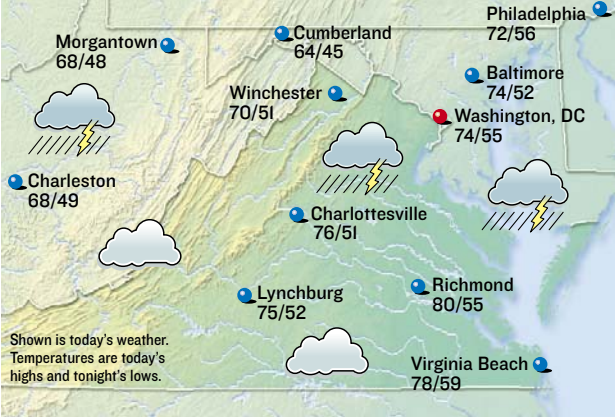 Philadelphia
72/56
Cumberland
64/45
Morgantown
68/48
Baltimore
74/52
Winchester
70/51
Washington, DC
74/55
Charleston
68/49
Charlottesville
76/51
Richmond
80/55
Lynchburg
75/52
Shown is today's weather.
Temperatures are today's
highs and tonight's lows.
Virginia Beach
78/59